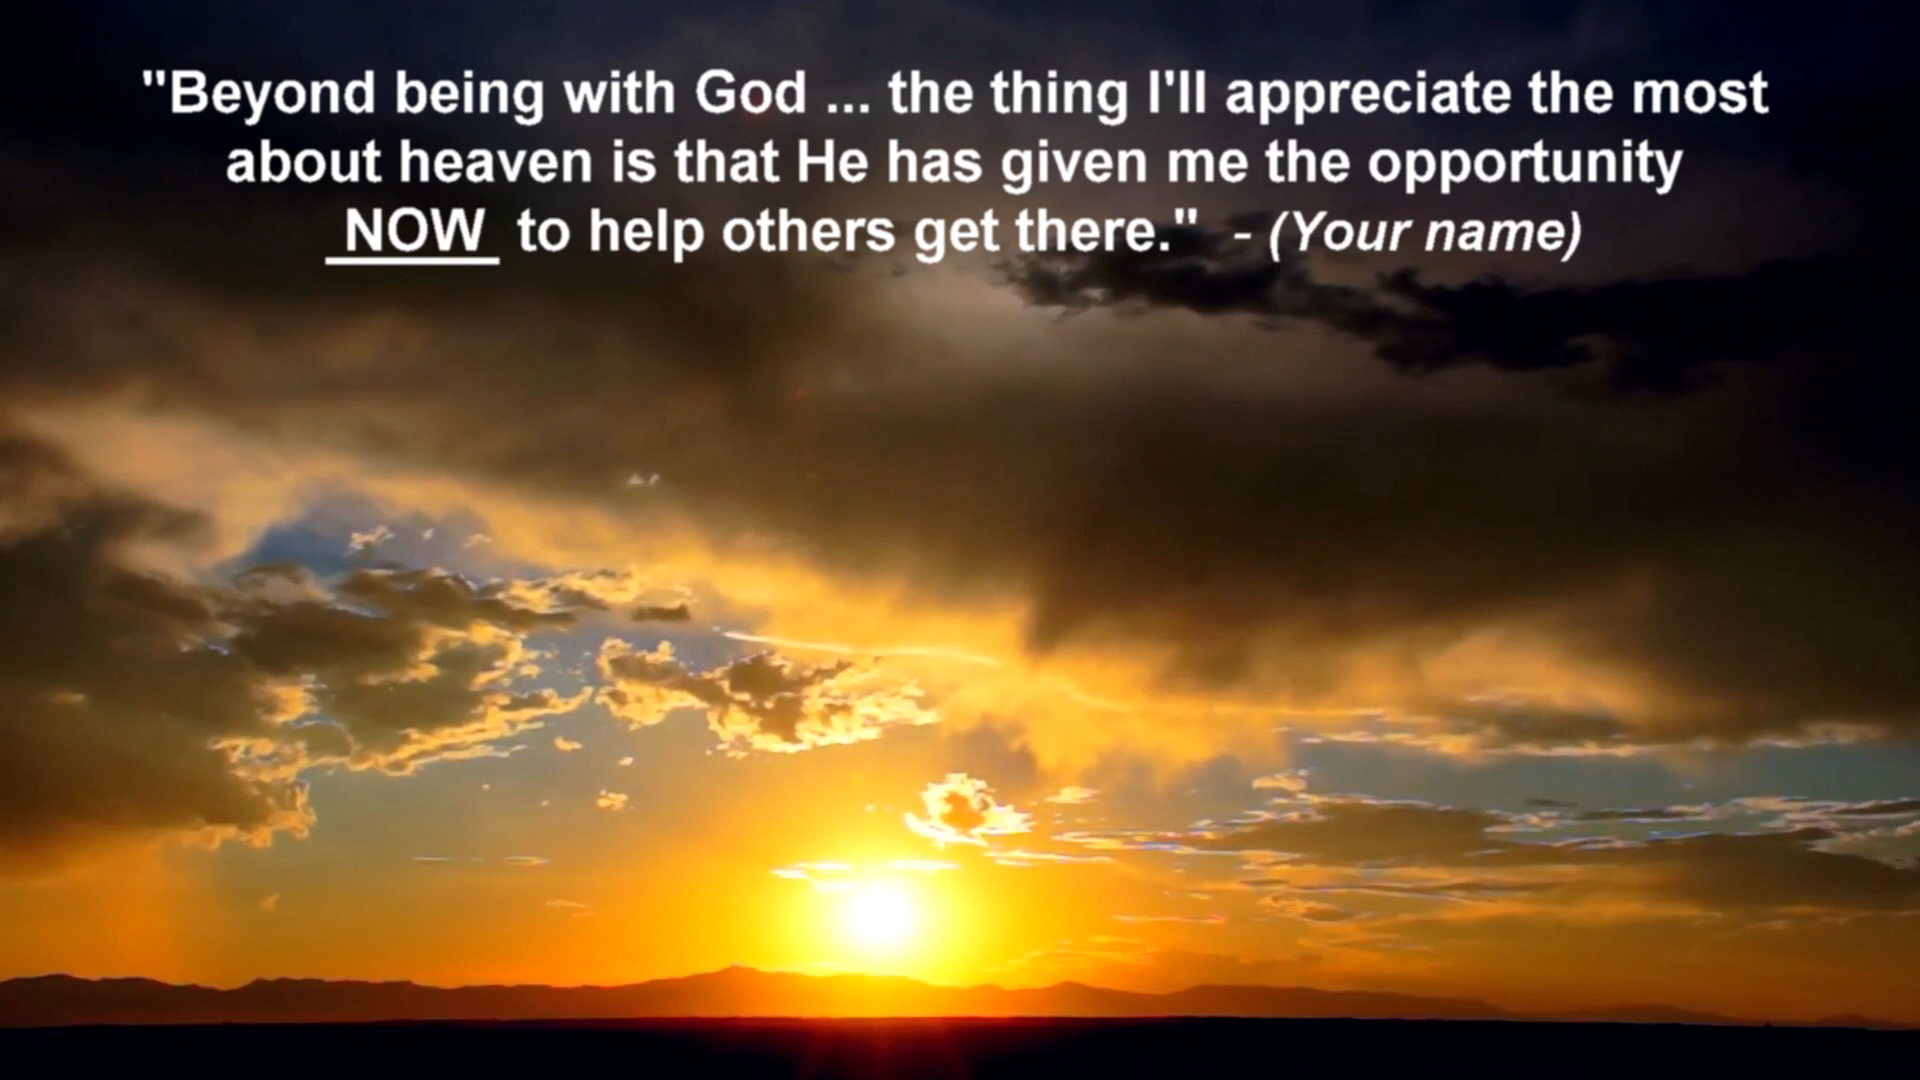 "Beyond being with God ... the thing I'll appreciate the most
about heaven is that He has given me the opportunity
NOW to help others get there." - (Your name)